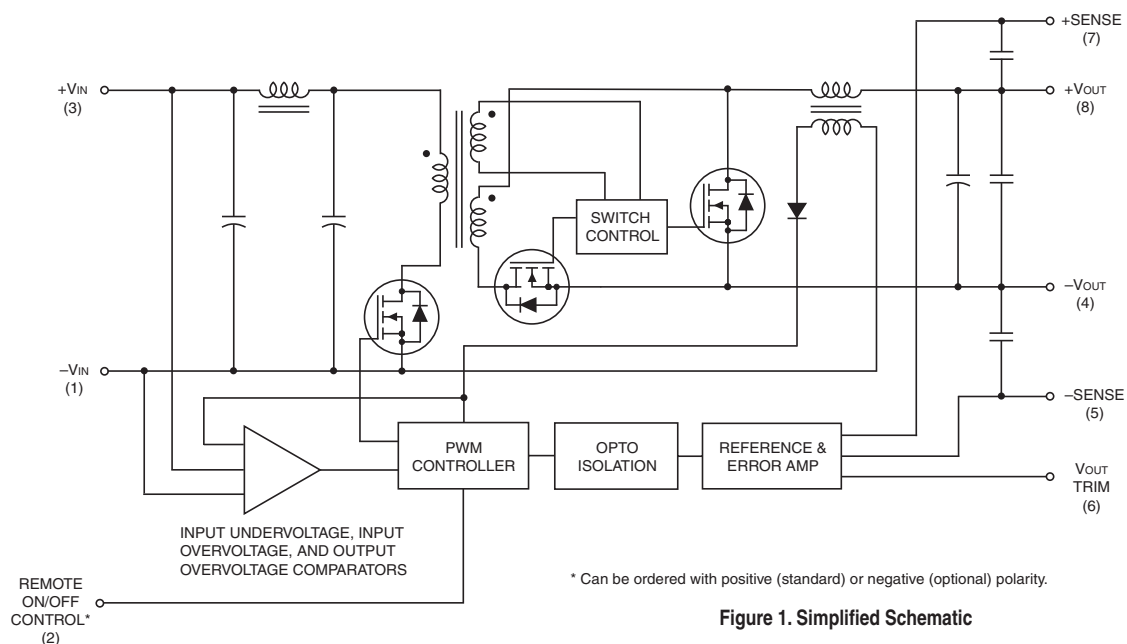 +SENSE
(7)
+VIN
(3)
+VOUT
(8)
SWITCH
CONTROL
−VOUT
(4)
−VIN
(1)
−SENSE
(5)
PWM
CONTROLLER
OPTO
ISOLATION
REFERENCE &
ERROR AMP
VOUT
TRIM
(6)
INPUT UNDERVOLTAGE, INPUT
OVERVOLTAGE, AND OUTPUT
OVERVOLTAGE COMPARATORS
REMOTE
ON/OFF
CONTROL*
(2)
* Can be ordered with positive (standard) or negative (optional) polarity.
Figure 1. Simplified Schematic